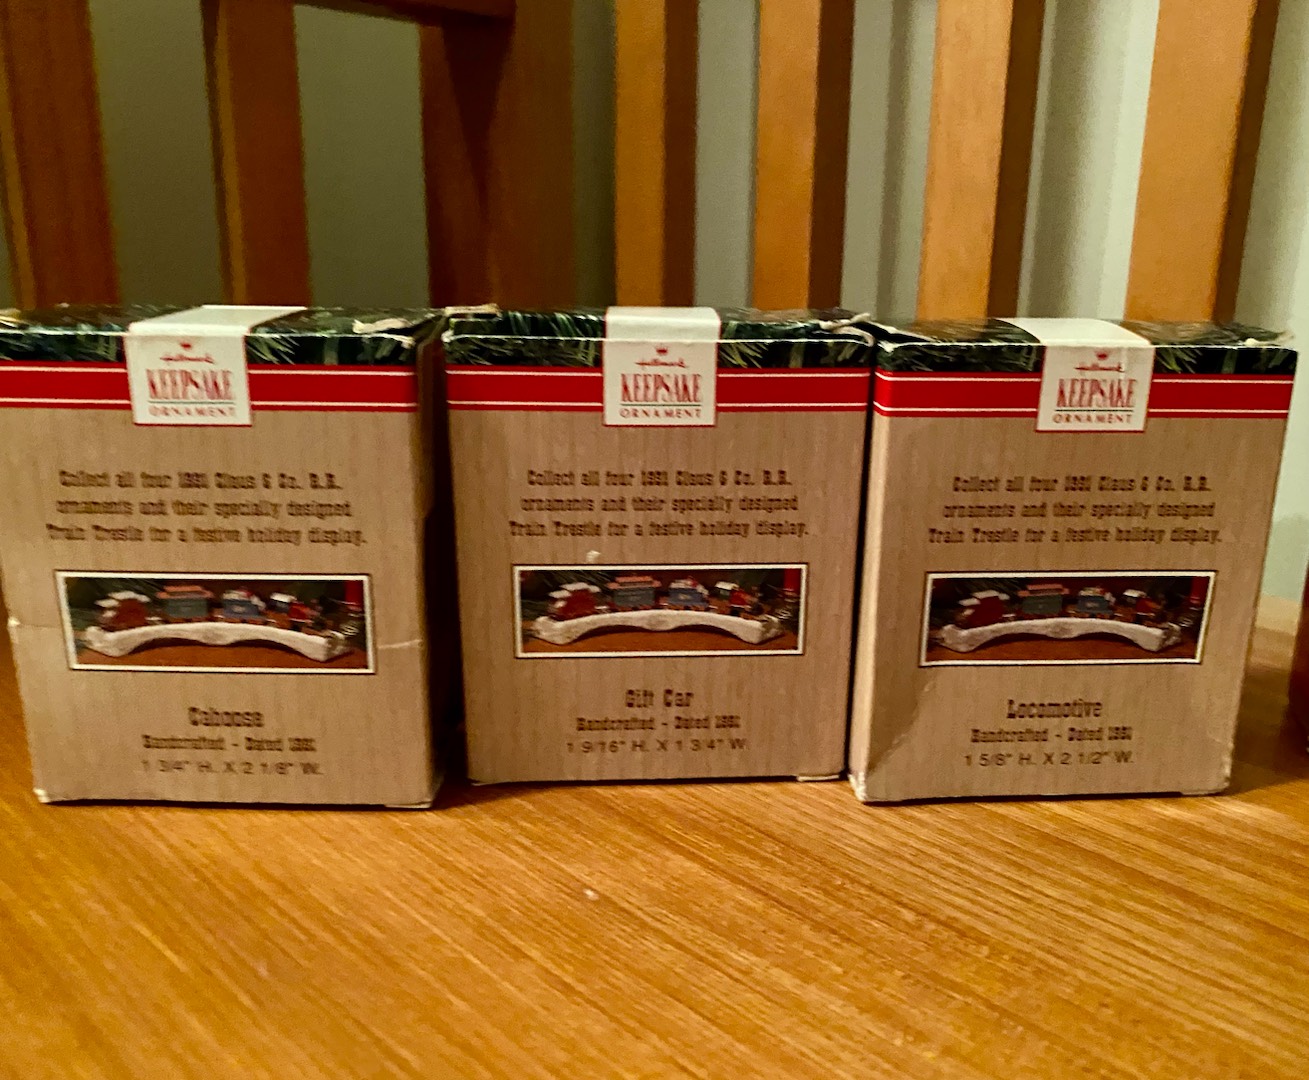 Hallmark
KEEPSAKE
ORNAMENT
Collect all four 1991 Claus & Co. R.R.
ornaments and their specially designed
Train Trestle for a festive holiday display.
Caboose
Handcrafted - Dated 1991
1 3/4" H. X 2 1/8" W.
Hallmark
KEEPSAKE
ORNAMENT
Collect all four 1991 Claus & Co. R.R.
ornaments and their specially designed
Train Trestle for a festive holiday display.
Gift Car
Handcrafted - Dated 1991
1 9/16" H. X 1 3/4" W.
Hallmark
KEEPSAKE
ORNAMENT
Collect all four 1991 Claus & Co. R.R.
ornaments and their specially designed
Train Trestle for a festive holiday display.
Locomotive
Handcrafted - Dated 1991
1 5/8" H. X 2 1/2" W.